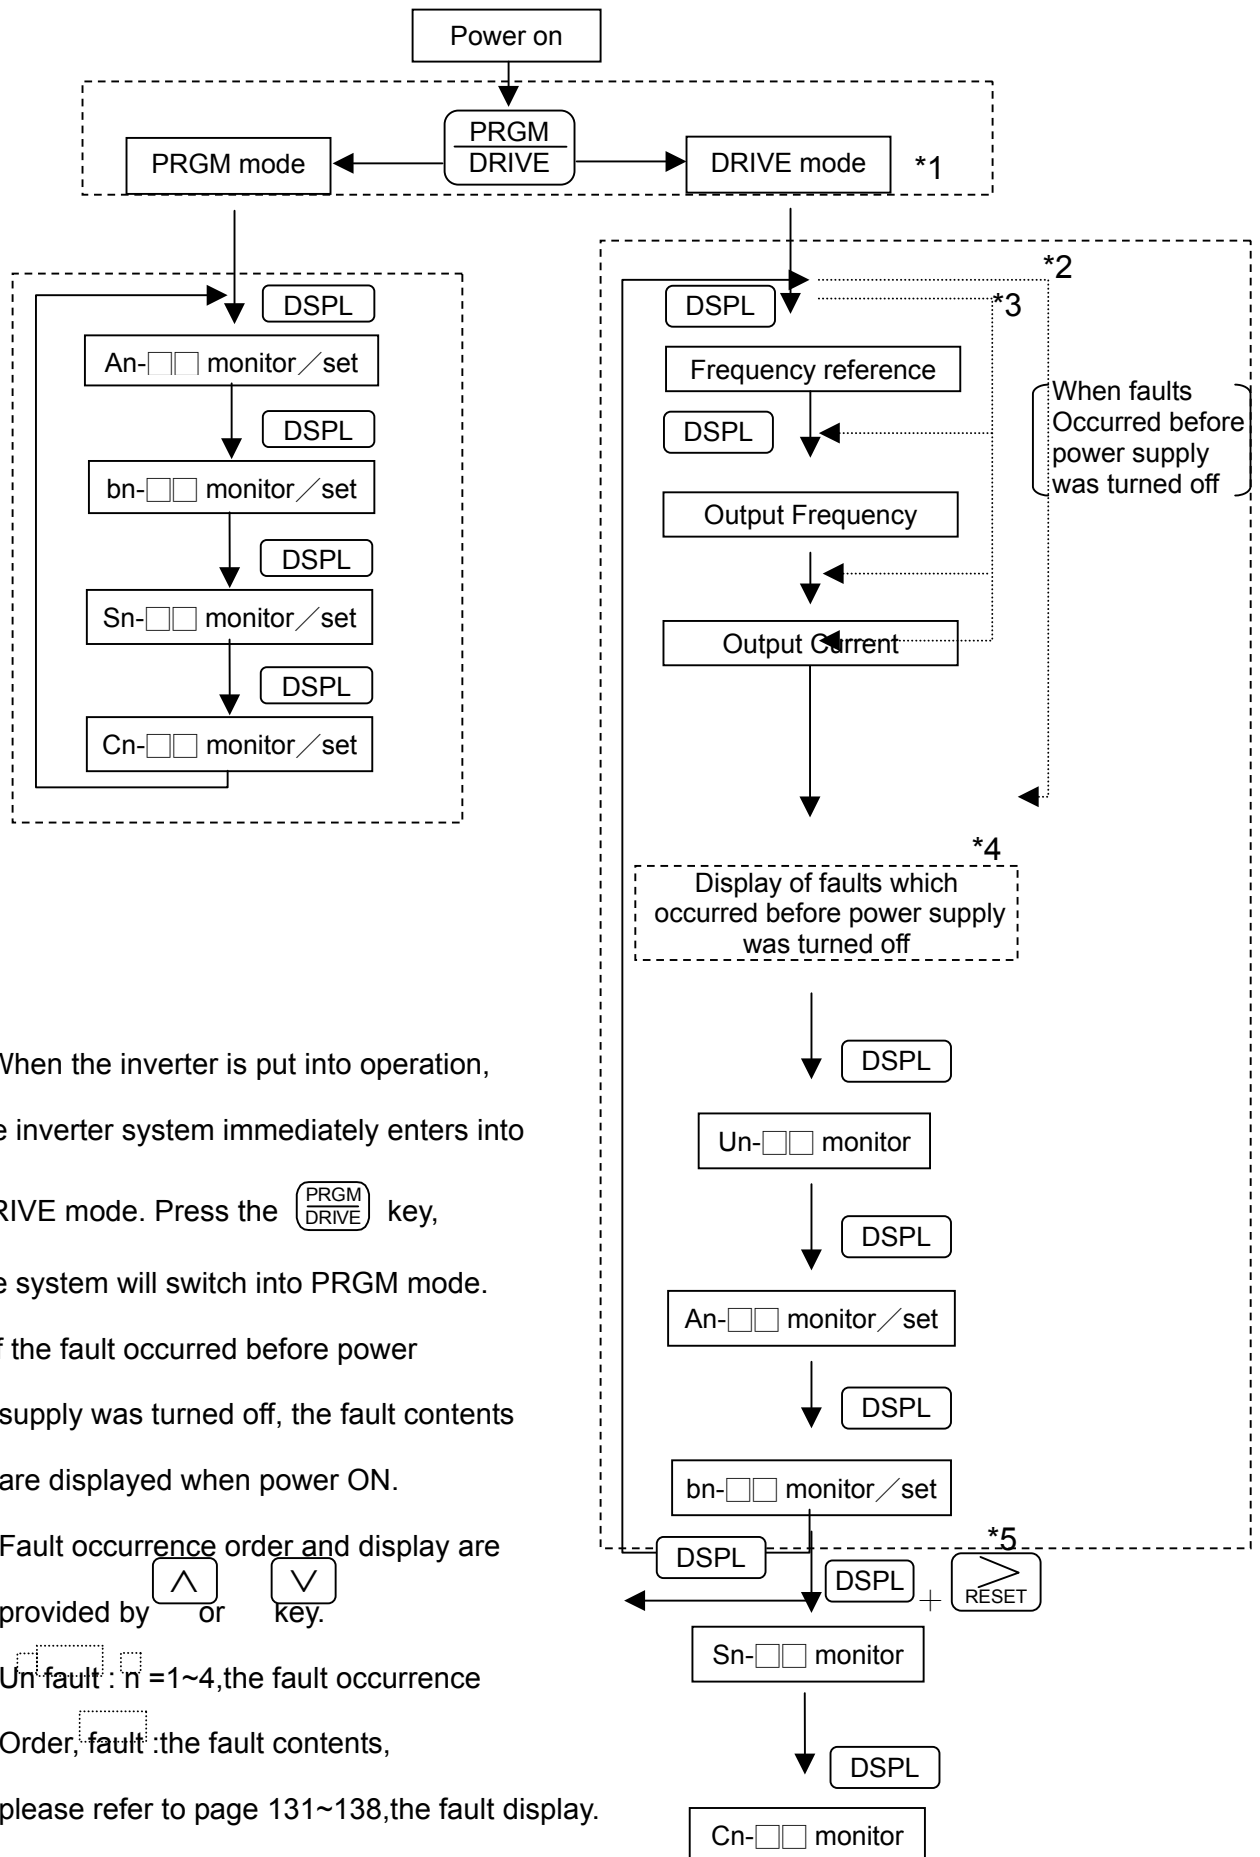 Power on
PRGM
DRIVE
PRGM mode
DRIVE mode
*1
DSPL
An-□□ monitor／set
DSPL
bn-□□ monitor／set
DSPL
Sn-□□ monitor／set
DSPL
Cn-□□ monitor／set
*2
*3
DSPL
Frequency reference
DSPL
Output Frequency
Output Current
When faults
Occurred before
power supply
was turned off
*4
Display of faults which
occurred before power supply
was turned off
DSPL
Un-□□ monitor
DSPL
An-□□ monitor／set
DSPL
bn-□□ monitor／set
*5
DSPL
DSPL + > RESET
Sn-□□ monitor
DSPL
Cn-□□ monitor
When the inverter is put into operation,
e inverter system immediately enters into
RIVE mode. Press the PRGM DRIVE key,
e system will switch into PRGM mode.
f the fault occurred before power
supply was turned off, the fault contents
are displayed when power ON.
Fault occurrence order and display are
provided by ∧ or ∨ key.
Un fault : n =1~4,the fault occurrence
Order, fault :the fault contents,
please refer to page 131~138,the fault display.